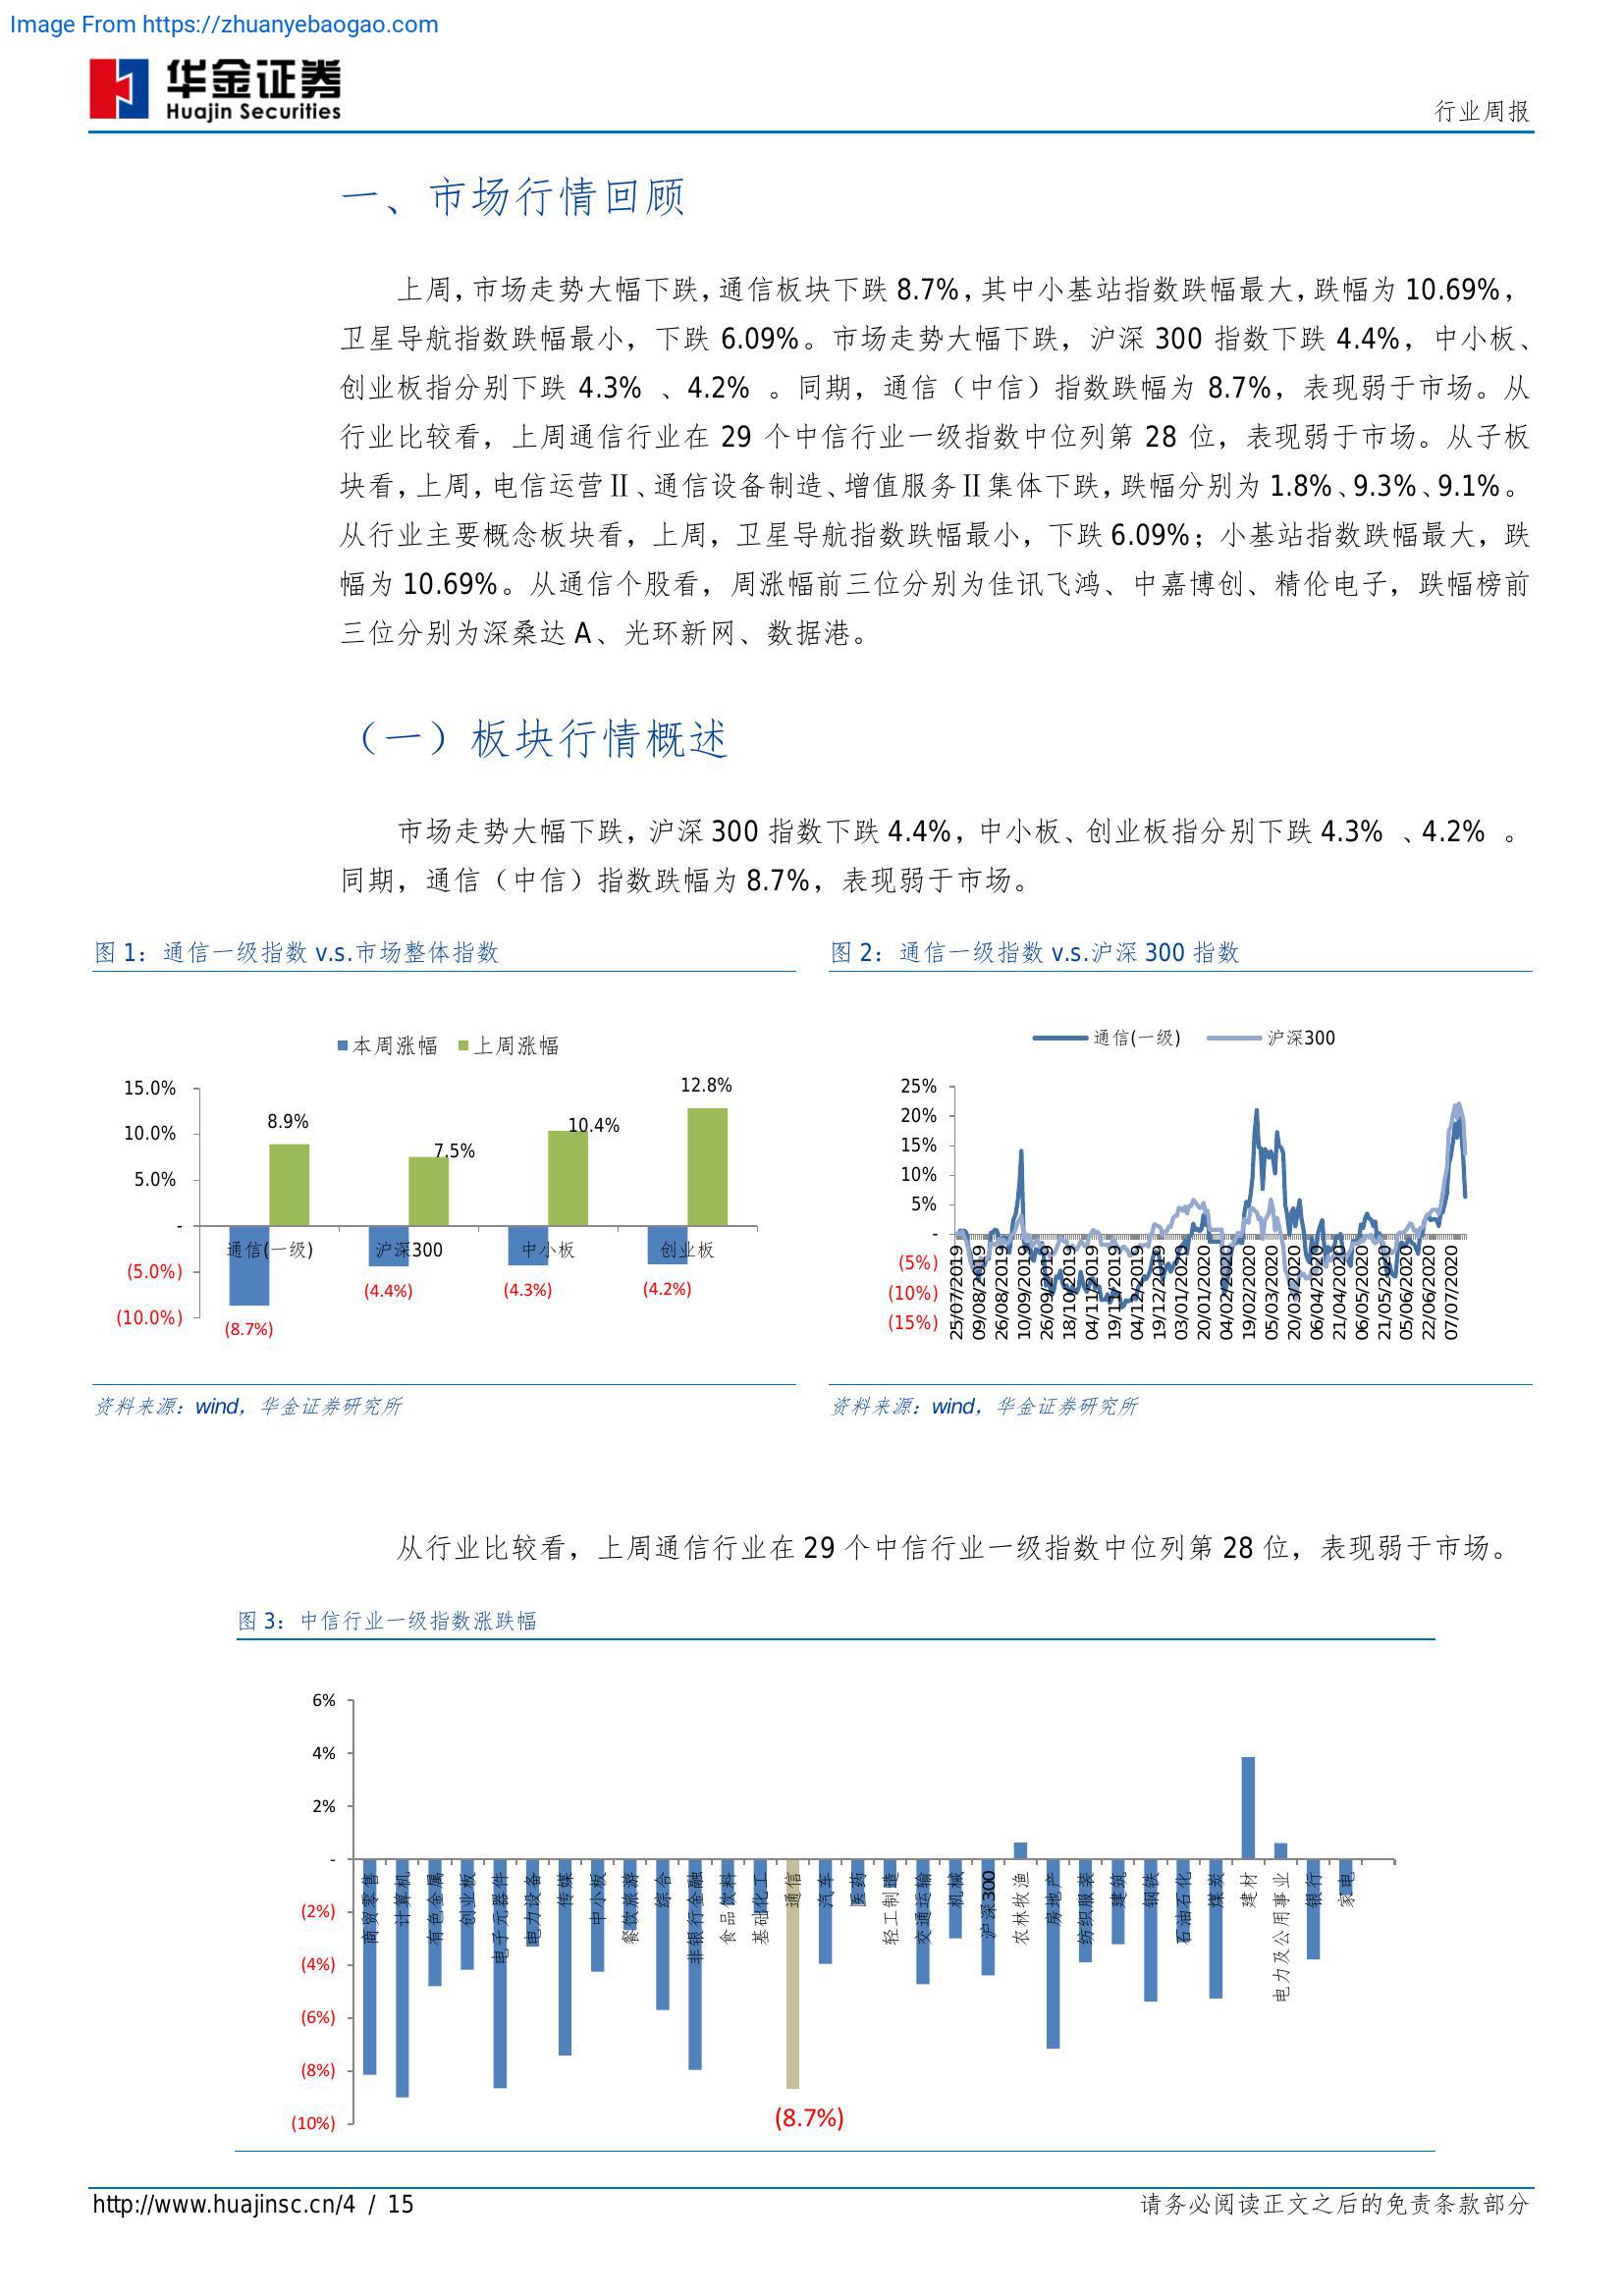 Image From https://zhuanyebaogao.com
华金证券
Huajin Securities
行业周报
一、市场行情回顾
上周，市场走势大幅下跌，通信板块下跌 8.7%，其中小基站指数跌幅最大，跌幅为 10.69%，
卫星导航指数跌幅最小，下跌 6.09%。市场走势大幅下跌，沪深 300 指数下跌 4.4%，中小板、
创业板指分别下跌 4.3% 、4.2% 。同期，通信（中信）指数跌幅为 8.7%，表现弱于市场。从
行业比较看，上周通信行业在 29 个中信行业一级指数中位列第 28 位，表现弱于市场。从子板
块看，上周，电信运营Ⅱ、通信设备制造、增值服务Ⅱ集体下跌，跌幅分别为 1.8%、9.3%、9.1%。
从行业主要概念板块看，上周，卫星导航指数跌幅最小，下跌 6.09%；小基站指数跌幅最大，跌
幅为 10.69%。从通信个股看，周涨幅前三位分别为佳讯飞鸿、中嘉博创、精伦电子，跌幅榜前
三位分别为深桑达 A、光环新网、数据港。
（一）板块行情概述
市场走势大幅下跌，沪深 300 指数下跌 4.4%，中小板、创业板指分别下跌 4.3% 、4.2% 。
同期，通信（中信）指数跌幅为 8.7%，表现弱于市场。
图 1：通信一级指数 v.s.市场整体指数
本周涨幅 上周涨幅
15.0%
10.0%
5.0%
-
(5.0%)
(10.0%)
8.9%
7.5%
10.4%
12.8%
通信(一级) 沪深300 中小板 创业板
(8.7%)
(4.4%)
(4.3%)
(4.2%)
资料来源：wind，华金证券研究所
图 2：通信一级指数 v.s.沪深 300 指数
通信(一级) 沪深300
25%
20%
15%
10%
5%
-
(5%)
(10%)
(15%)
25/07/2019
09/08/2019
26/08/2019
10/09/2019
26/09/2019
18/10/2019
04/11/2019
19/11/2019
04/12/2019
19/12/2019
03/01/2020
20/01/2020
04/02/2020
19/02/2020
05/03/2020
20/03/2020
06/04/2020
21/04/2020
06/05/2020
21/05/2020
05/06/2020
22/06/2020
07/07/2020
资料来源：wind，华金证券研究所
从行业比较看，上周通信行业在 29 个中信行业一级指数中位列第 28 位，表现弱于市场。
图 3：中信行业一级指数涨跌幅
6%
4%
2%
-
(2%)
(4%)
(6%)
(8%)
(10%)
商贸零售
计算机
有色金属
创业板
电子元器件
电力设备
传媒
中小板
餐饮旅游
综合
非银行金融
食品饮料
基础化工
通信
汽车
医药
轻工制造
交通运输
机械
沪深300
农林牧渔
房地产
纺织服装
建筑
钢铁
石油石化
煤炭
建材
电力及公用事业
银行
家电
(8.7%)
http://www.huajinsc.cn/4 / 15
请务必阅读正文之后的免责条款部分